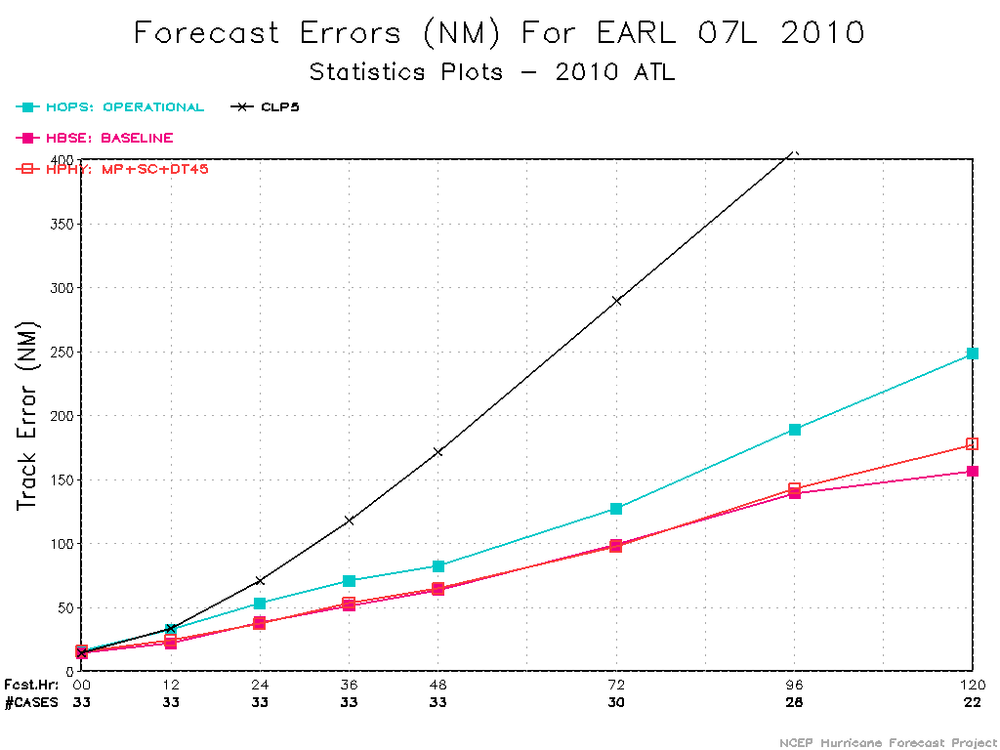 Forecast Errors (NM) For EARL 07L 2010
Statistics Plots - 2010 ATL
HOPS: OPERATIONAL CLP5
HBSE: BASELINE
HPHY: MP+SC+DT45
400
350
300
250
200
150
100
50
0
Track Error (NM)
Fcst.Hr: 00 12 24 36 48 72 96 120
#CASES 33 33 33 33 33 30 26 22
NCEP Hurricane Forecast Project